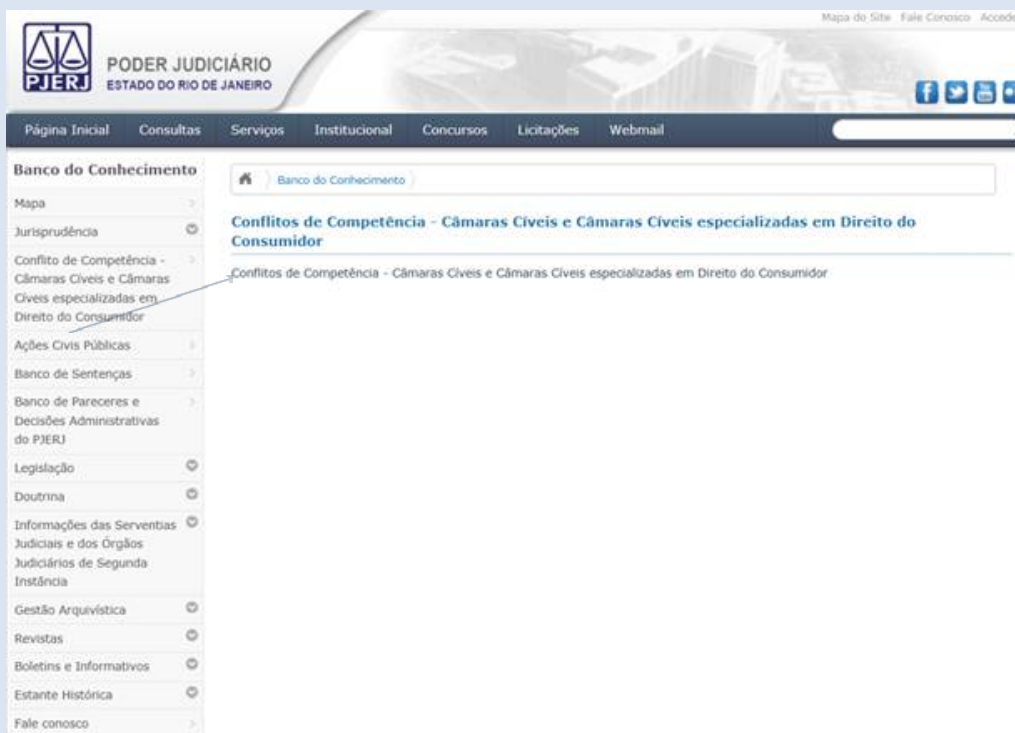 Mapa do Site Fale Conosco
PJERJ
PODER JUDICIÁRIO
ESTADO DO RIO DE JANEIRO
Página Inicial Consultas Serviços Institucional Concursos Licitações Webmail
Banco do Conhecimento
Mapa
Jurisprudência
Conflito de Competência -
Câmaras Cíveis e Câmaras
Cíveis especializadas em
Direito do Consumidor
Ações Civis Públicas
Banco de Sentenças
Banco de Pareceres e
Decisões Administrativas
do PJERJ
Legislação
Doutrina
Informações das Serventias
Judiciais e dos Órgãos
Judiciários de Segunda
Instância
Gestão Arquivística
Revistas
Boletins e Informativos
Estante Histórica
Fale conosco
Banco do Conhecimento
Conflitos de Competência - Câmaras Cíveis e Câmaras Cíveis especializadas em Direito do
Consumidor
Conflitos de Competência - Câmaras Cíveis e Câmaras Cíveis especializadas em Direito do Consumidor